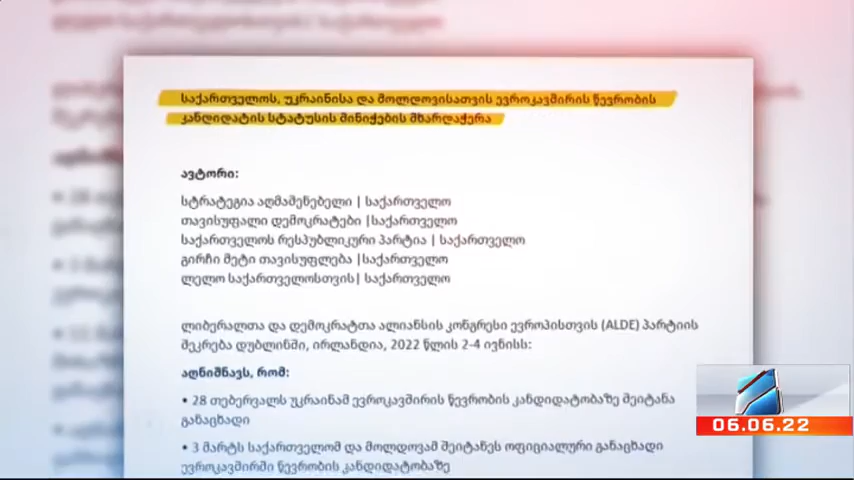 საქართველოს, უკრაინისა და მოლდოვისათვის ევროკავშირის წევრობის
კანდიდატის სტატუსის მინიჭების მხარდაჭერა
ავტორი:
სტრატეგია აღმაშენებელი | საქართველო
თავისუფალი დემოკრატები |საქართველო
საქართველოს რესპუბლიკური პარტია | საქართველო
გირჩი მეტი თავისუფლება |საქართველო
ლელო საქართველოსთვის| საქართველო
ლიბერალთა და დემოკრატთა ალიანსის კონგრესი ევროპისთვის (ALDE) პარტიის
შეკრება დუბლინში, ირლანდია, 2022 წლის 2-4 ივნისს:
აღნიშნავს, რომ:
• 28 თებერვალს უკრაინამ ევროკავშირის წევრობის კანდიდატობაზე შეიტანა
განაცხადი
• 3 მარტს საქართველომ და მოლდოვამ შეიტანეს ოფიციალური განაცხადი
ევროკავშირში წევრობის კანდიდატობაზე
06.06.22